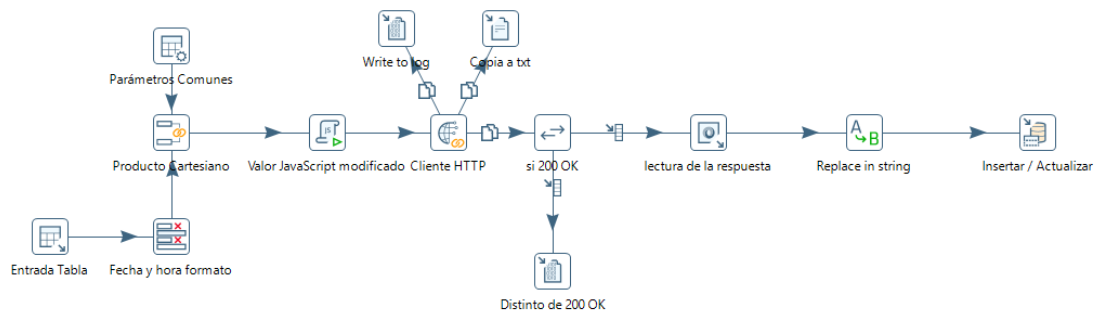 Write to log
Copia a txt
Parámetros Comunes
Producto Cartesiano
Valor JavaScript modificado
Cliente HTTP
si 200 OK
lectura de la respuesta
Replace in string
Insertar / Actualizar
Entrada Tabla
Fecha y hora formato
Distinto de 200 OK